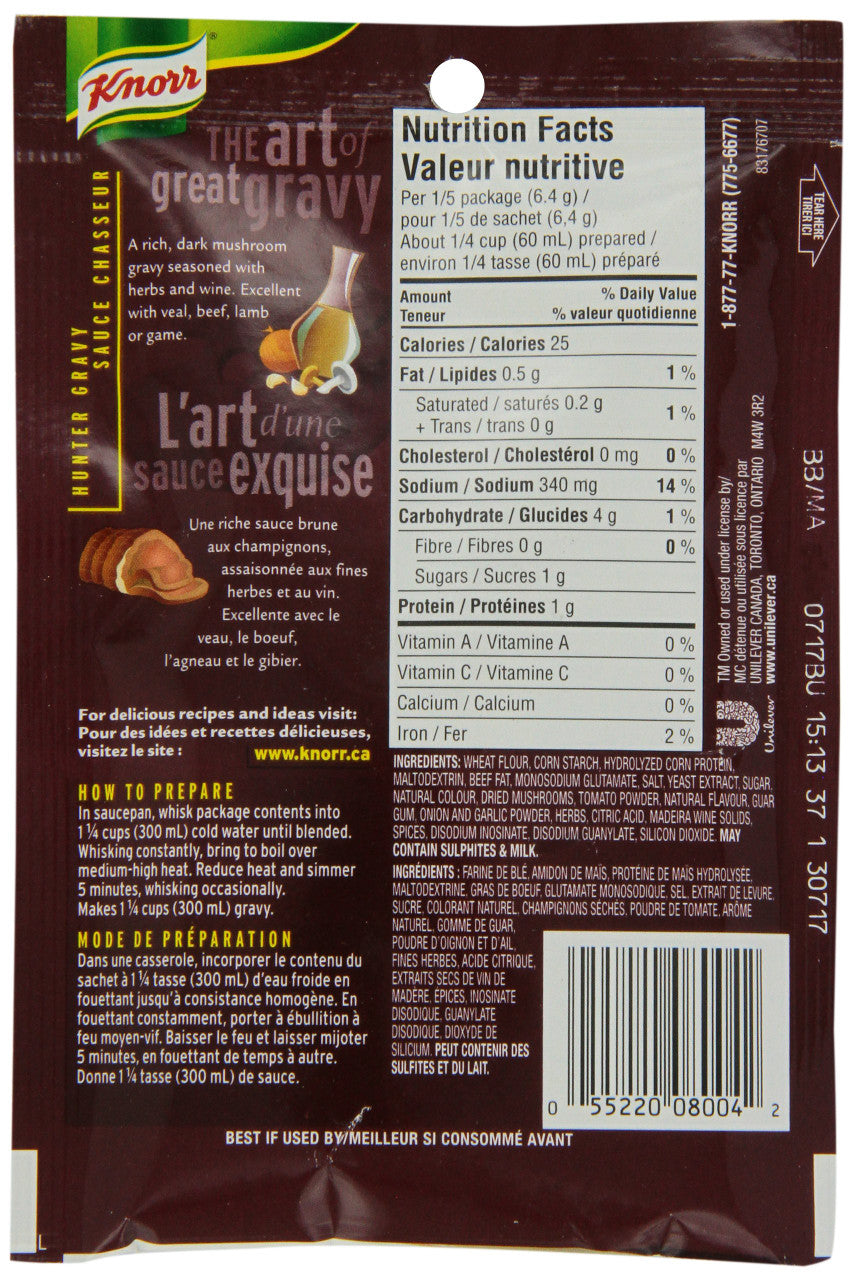 Knorr
®
THE art of
great gravy
A rich, dark mushroom
gravy seasoned with
herbs and wine. Excellent
with veal, beef, lamb
or game.
HUNTER GRAVY
SAUCE CHASSEUR
L'art d'une
sauce exquise
Une riche sauce brune
aux champignons,
assaisonnée aux fines
herbes et au vin.
Excellente avec le
veau, le boeuf,
l'agneau et le gibier.
For delicious recipes and ideas visit:
Pour des idées et recettes délicieuses,
visitez le site : www.knorr.ca
HOW TO PREPARE
In saucepan, whisk package contents into
1 ¼ cups (300 mL) cold water until blended.
Whisking constantly, bring to boil over
medium-high heat. Reduce heat and simmer
5 minutes, whisking occasionally.
Makes 1 ¼ cups (300 mL) gravy.
MODE DE PRÉPARATION
Dans une casserole, incorporer le contenu du
sachet à 1 ¼ tasse (300 mL) d'eau froide en
fouettant jusqu'à consistance homogène. En
fouettant constamment, porter à ébullition à
feu moyen-vif. Baisser le feu et laisser mijoter
5 minutes, en fouettant de temps à autre.
Donne 1 ¼ tasse (300 mL) de sauce.
Nutrition Facts
Valeur nutritive
Per 1/5 package (6.4 g) /
pour 1/5 de sachet (6,4 g)
About 1/4 cup (60 mL) prepared /
environ 1/4 tasse (60 mL) préparé
Amount % Daily Value
Teneur % valeur quotidienne
Calories / Calories 25
Fat / Lipides 0.5 g 1 %
Saturated / saturés 0.2 g
+ Trans / trans 0 g 1 %
Cholesterol / Cholestérol 0 mg 0 %
Sodium / Sodium 340 mg 14 %
Carbohydrate / Glucides 4 g 1 %
Fibre / Fibres 0 g 0 %
Sugars / Sucres 1 g
Protein / Protéines 1 g
Vitamin A / Vitamine A 0 %
Vitamin C / Vitamine C 0 %
Calcium / Calcium 0 %
Iron / Fer 2 %
INGREDIENTS: WHEAT FLOUR, CORN STARCH, HYDROLYZED CORN PROTEIN,
MALTODEXTRIN, BEEF FAT, MONOSODIUM GLUTAMATE, SALT, YEAST EXTRACT, SUGAR,
NATURAL COLOUR, DRIED MUSHROOMS, TOMATO POWDER, NATURAL FLAVOUR, GUAR
GUM, ONION AND GARLIC POWDER, HERBS, CITRIC ACID, MADEIRA WINE SOLIDS,
SPICES, DISODIUM INOSINATE, DISODIUM GUANYLATE, SILICON DIOXIDE. MAY
CONTAIN SULPHITES & MILK.
INGRÉDIENTS : FARINE DE BLÉ, AMIDON DE MAÏS, PROTÉINE DE MAÏS HYDROLYSÉE,
MALTODEXTRINE, GRAS DE BOEUF, GLUTAMATE MONOSODIQUE, SEL, EXTRAIT DE LEVURE,
SUCRE, COLORANT NATUREL, CHAMPIGNONS SÉCHÉS, POUDRE DE TOMATE, ARÔME
NATUREL, GOMME DE GUAR,
POUDRE D'OIGNON ET D'AIL,
FINES HERBES, ACIDE CITRIQUE,
EXTRAITS SECS DE VIN DE
MADÈRE, ÉPICES, INOSINATE
DISODIQUE, GUANYLATE
DISODIQUE, DIOXYDE DE
SILICIUM. PEUT CONTENIR DES
SULFITES ET DU LAIT.
0 55220 08004 2
1-877-77-KNORR (775-6677)
83176707
TEAR HERE
TIRER ICI
TM Owned or used under license by/
MC détenue ou utilisée sous licence par
UNILEVER CANADA, TORONTO, ONTARIO M4W 3R2
www.unilever.ca
Unilever
BB/MA 0717BU 15:13 37 1 30717
BEST IF USED BY/MEILLEUR SI CONSOMMÉ AVANT
L